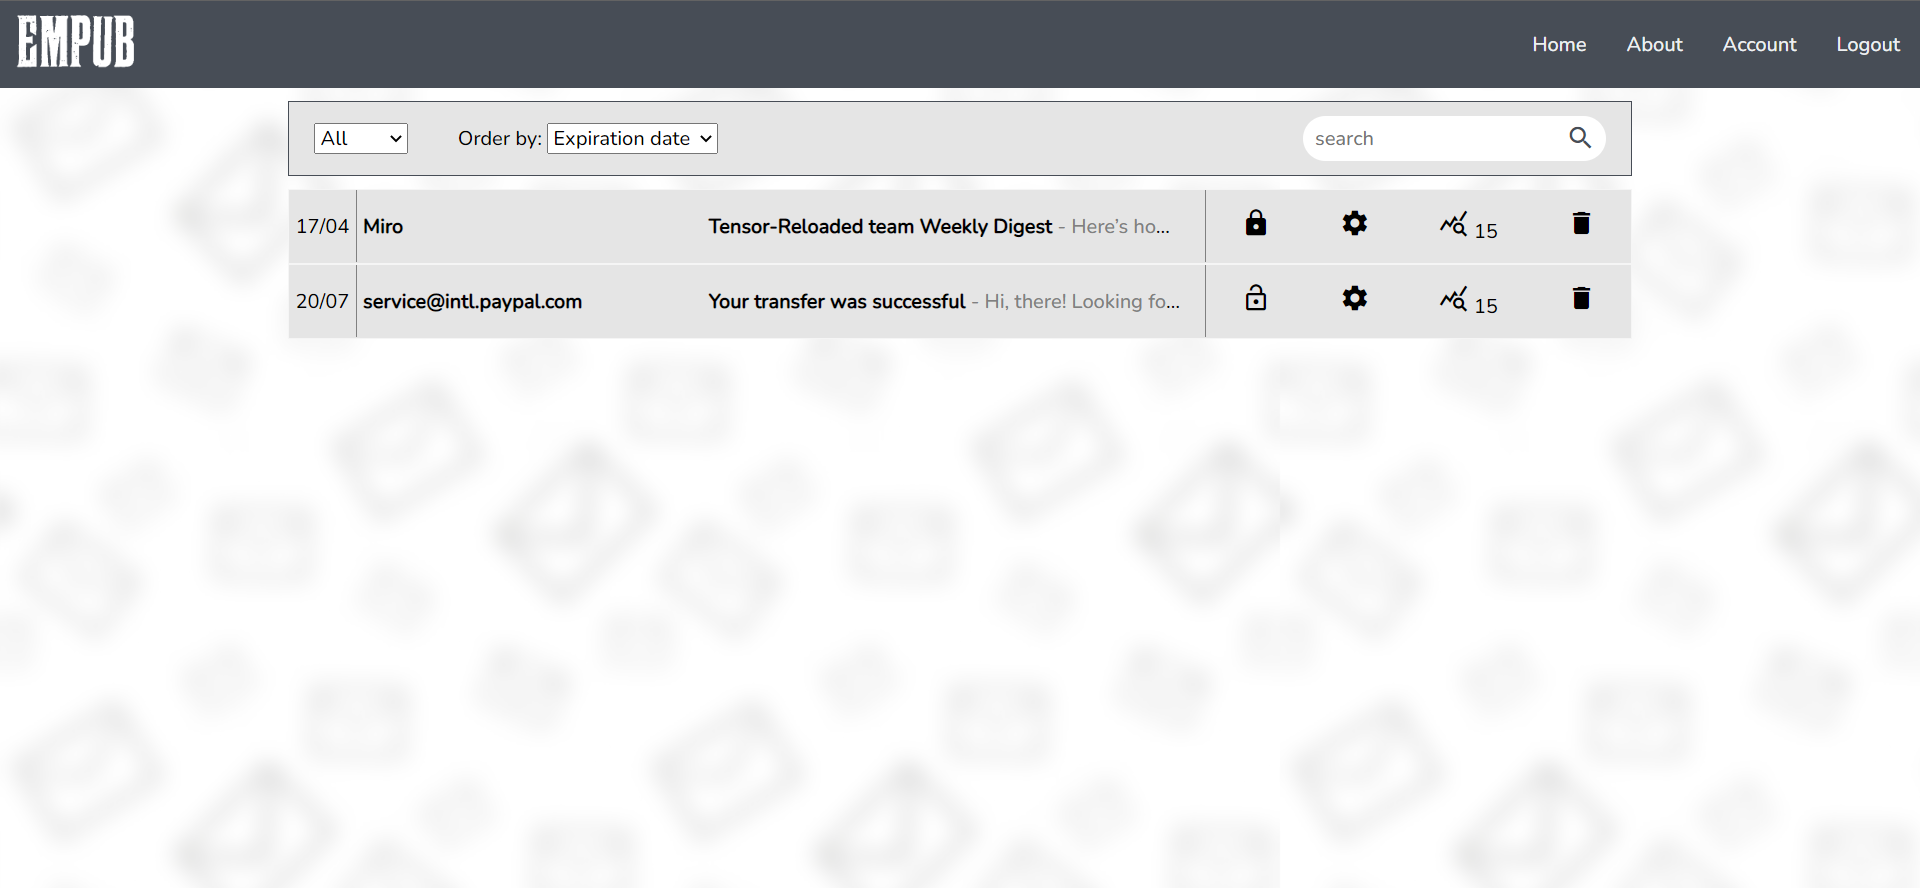 EMPUB
Home About Account Logout
All Order by: Expiration date search
17/04 Miro Tensor-Reloaded team Weekly Digest - Here’s ho... 15
20/07 service@intl.paypal.com Your transfer was successful - Hi, there! Looking fo... 15